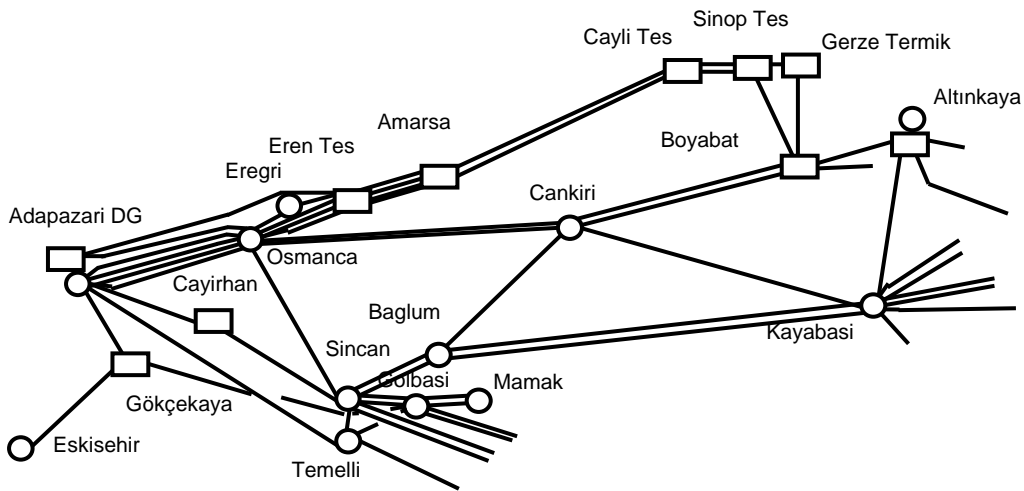 Sinop Tes
Cayli Tes
Gerze Termik
Altınkaya
Amarsa
Eren Tes
Boyabat
Eregri
Cankiri
Adapazari DG
Osmanca
Cayirhan
Baglum
Kayabasi
Sincan
Golbasi
Mamak
Gökçekaya
Eskisehir
Temelli